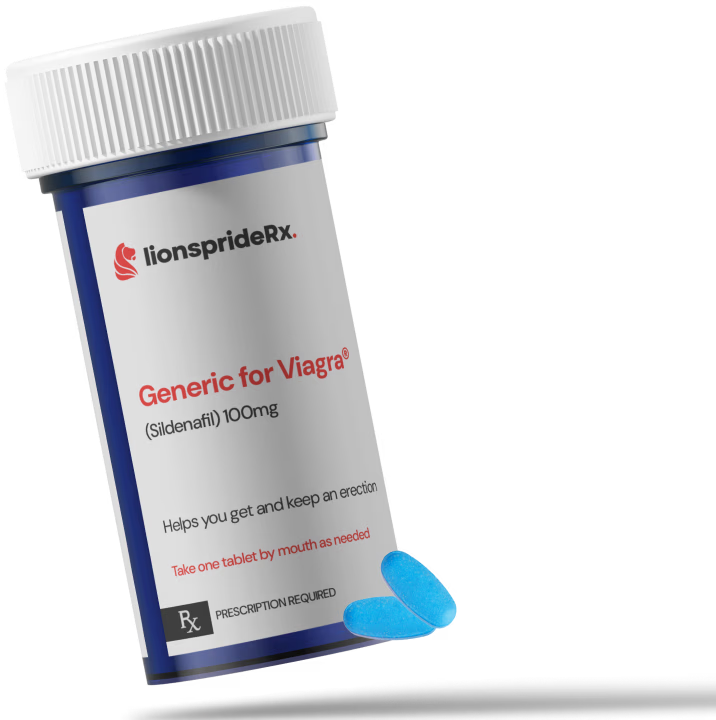 lionsprideRx.
Generic for Viagra®
(Sildenafil) 100mg
Helps you get and keep an erection
Take one tablet by mouth as needed
Rx PRESCRIPTION REQUIRED